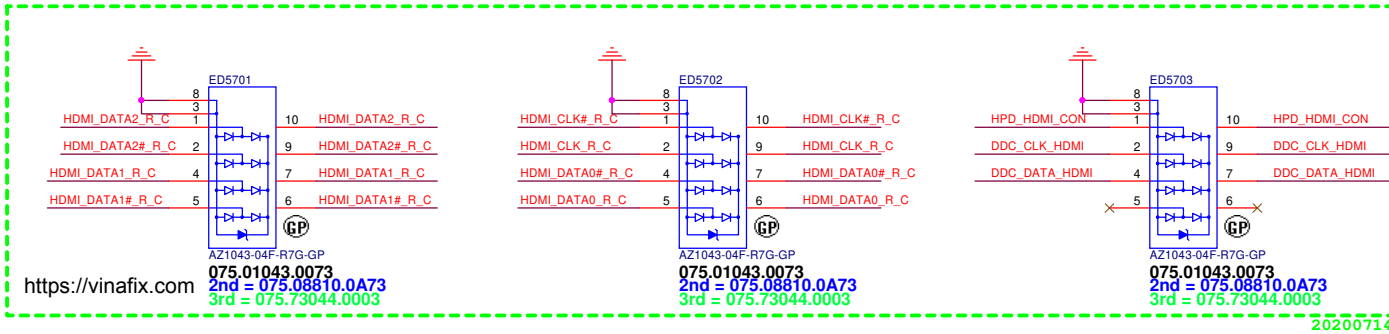 ED5701
8
3
HDMI_DATA2_R_C 1 10 HDMI_DATA2_R_C
HDMI_DATA2#_R_C 2 9 HDMI_DATA2#_R_C
HDMI_DATA1_R_C 4 7 HDMI_DATA1_R_C
HDMI_DATA1#_R_C 5 6 HDMI_DATA1#_R_C
GP
AZ1043-04F-R7G-GP
075.01043.0073
2nd = 075.08810.0A73
3rd = 075.73044.0003
https://vinafix.com
ED5702
8
3
HDMI_CLK#_R_C 1 10 HDMI_CLK#_R_C
HDMI_CLK_R_C 2 9 HDMI_CLK_R_C
HDMI_DATA0#_R_C 4 7 HDMI_DATA0#_R_C
HDMI_DATA0_R_C 5 6 HDMI_DATA0_R_C
GP
AZ1043-04F-R7G-GP
075.01043.0073
2nd = 075.08810.0A73
3rd = 075.73044.0003
ED5703
8
3
HPD_HDMI_CON 1 10 HPD_HDMI_CON
DDC_CLK_HDMI 2 9 DDC_CLK_HDMI
DDC_DATA_HDMI 4 7 DDC_DATA_HDMI
5 6
GP
AZ1043-04F-R7G-GP
075.01043.0073
2nd = 075.08810.0A73
3rd = 075.73044.0003
20200714